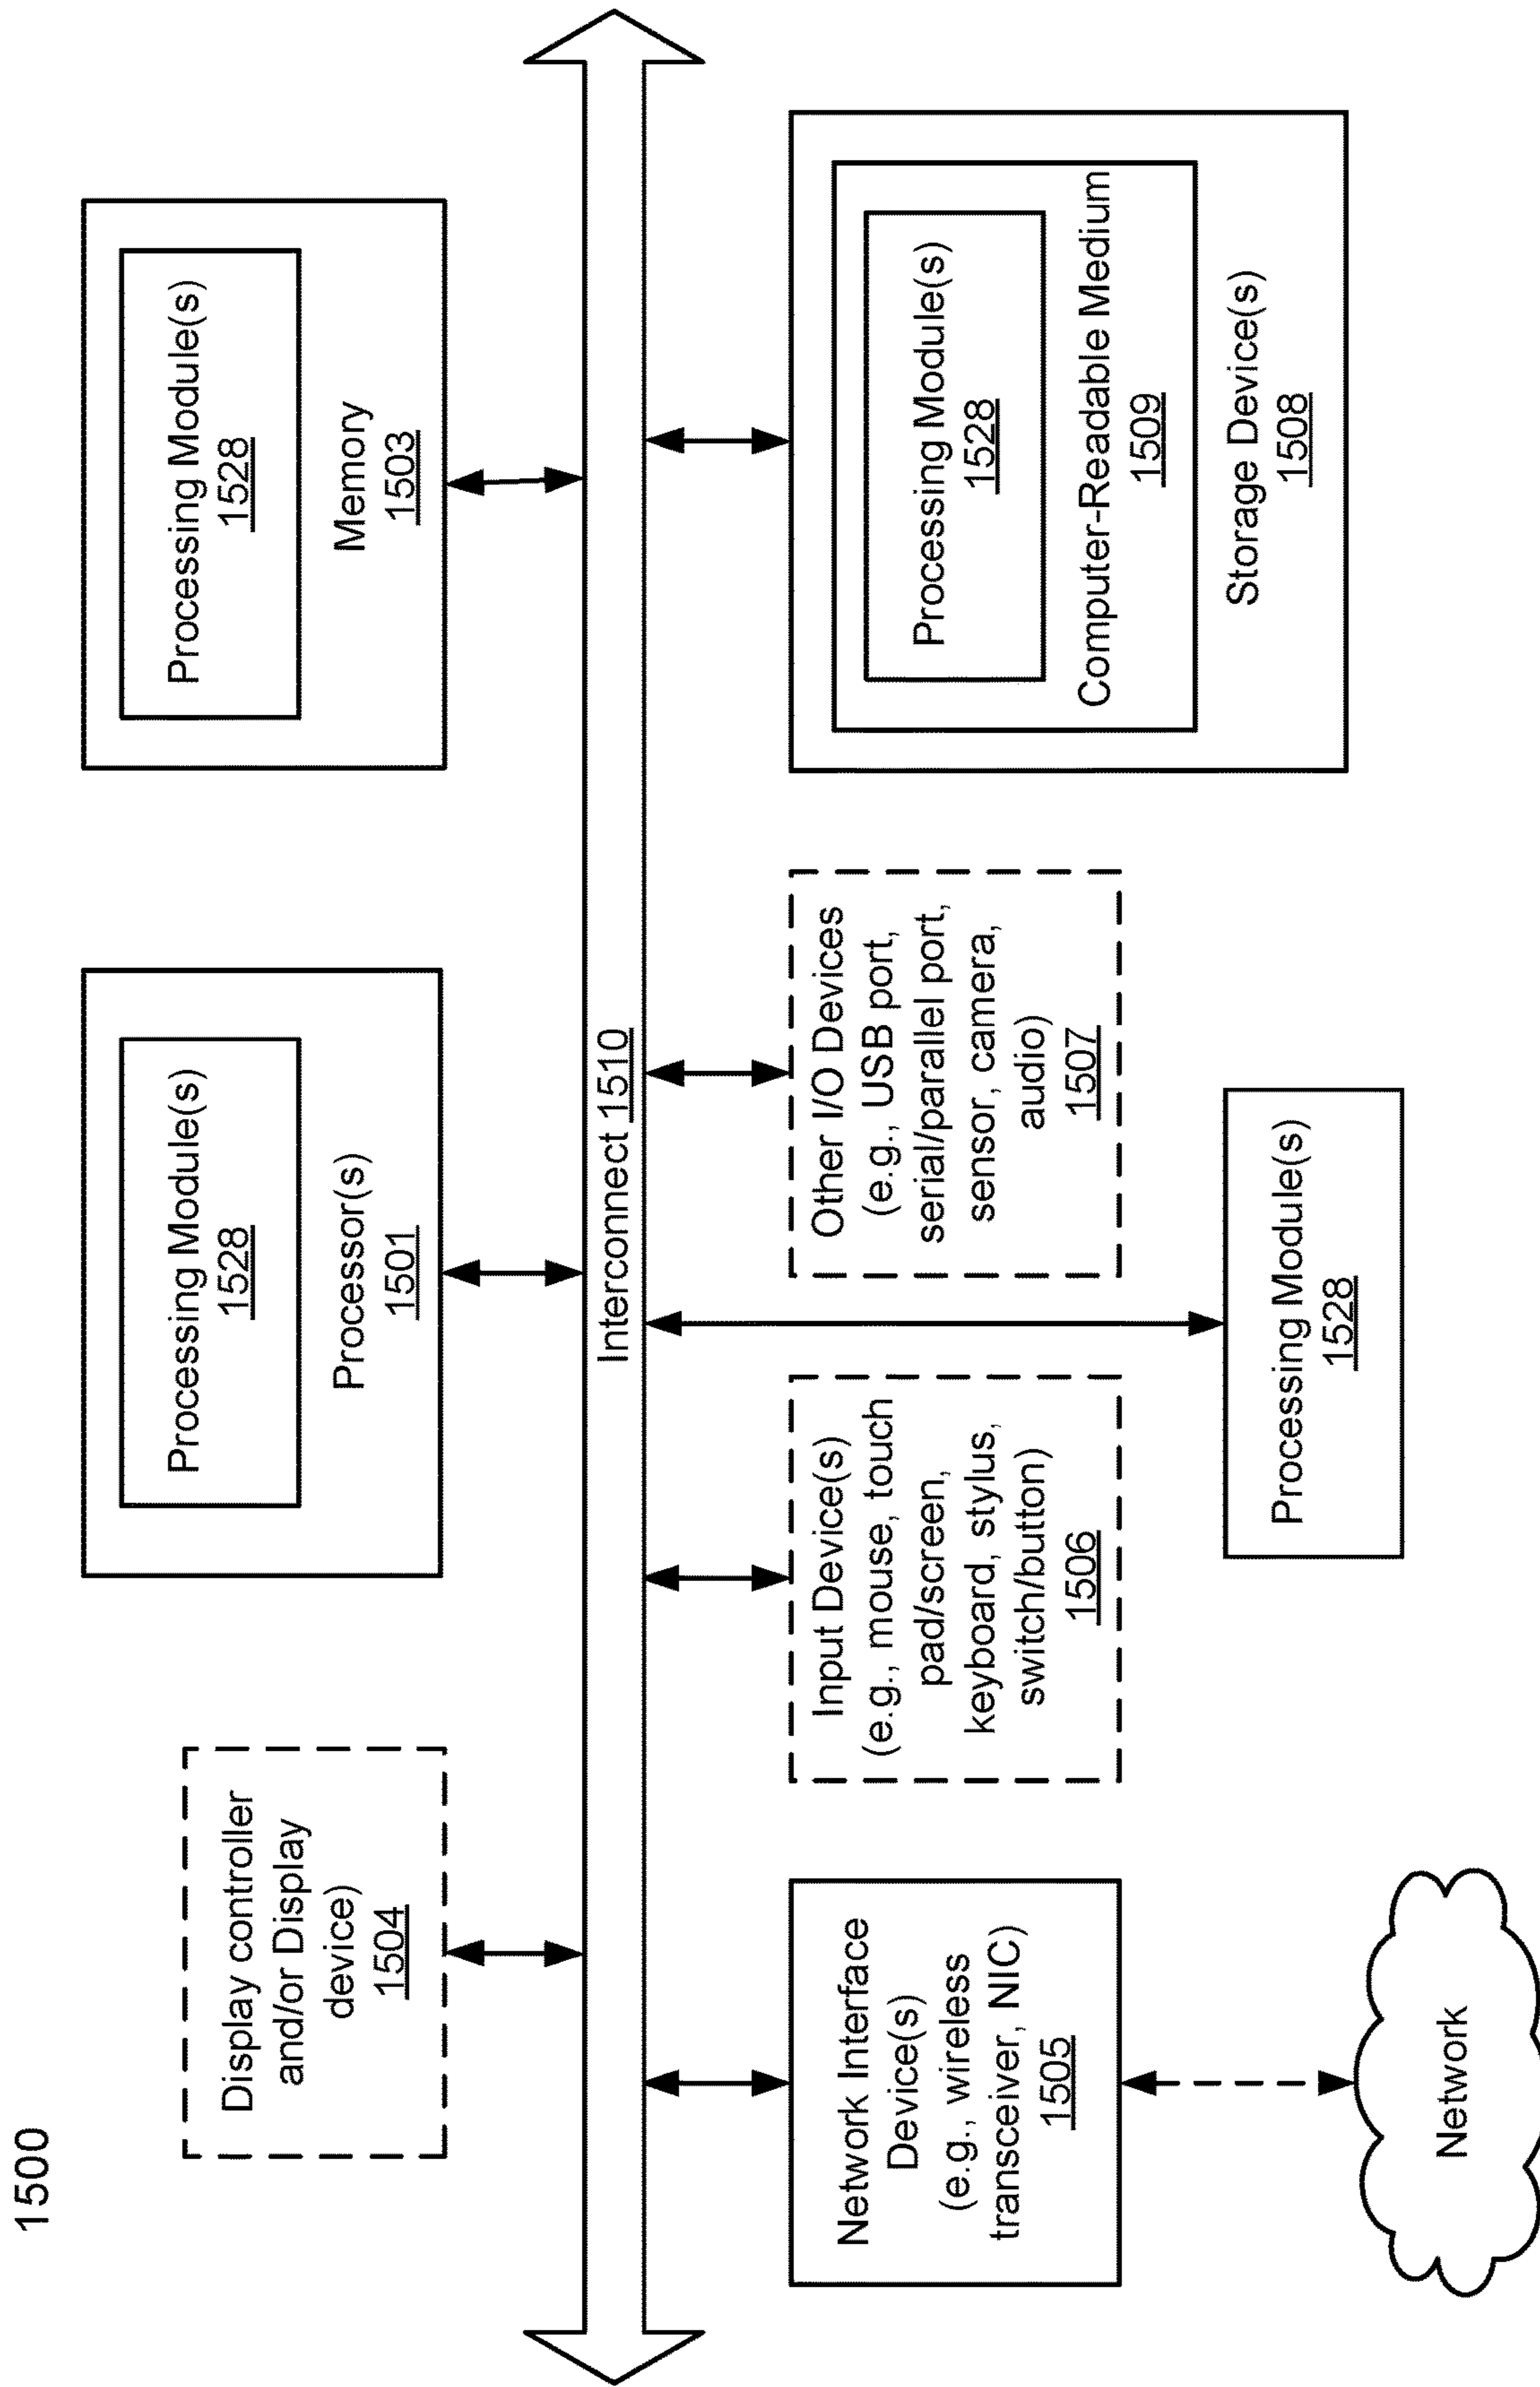 1500
Display controller
and/or Display
device)
1504
Processing Module(s)
1528
Processor(s)
1501
Processing Module(s)
1528
Memory
1503
Interconnect 1510
Network Interface
Device(s)
(e.g., wireless
transceiver, NIC)
1505
Input Device(s)
(e.g., mouse, touch
pad/screen,
keyboard, stylus,
switch/button)
1506
Other I/O Devices
(e.g., USB port,
serial/parallel port,
sensor, camera,
audio)
1507
Processing Module(s)
1528
Computer-Readable Medium
1509
Storage Device(s)
1508
Processing Module(s)
1528
Network